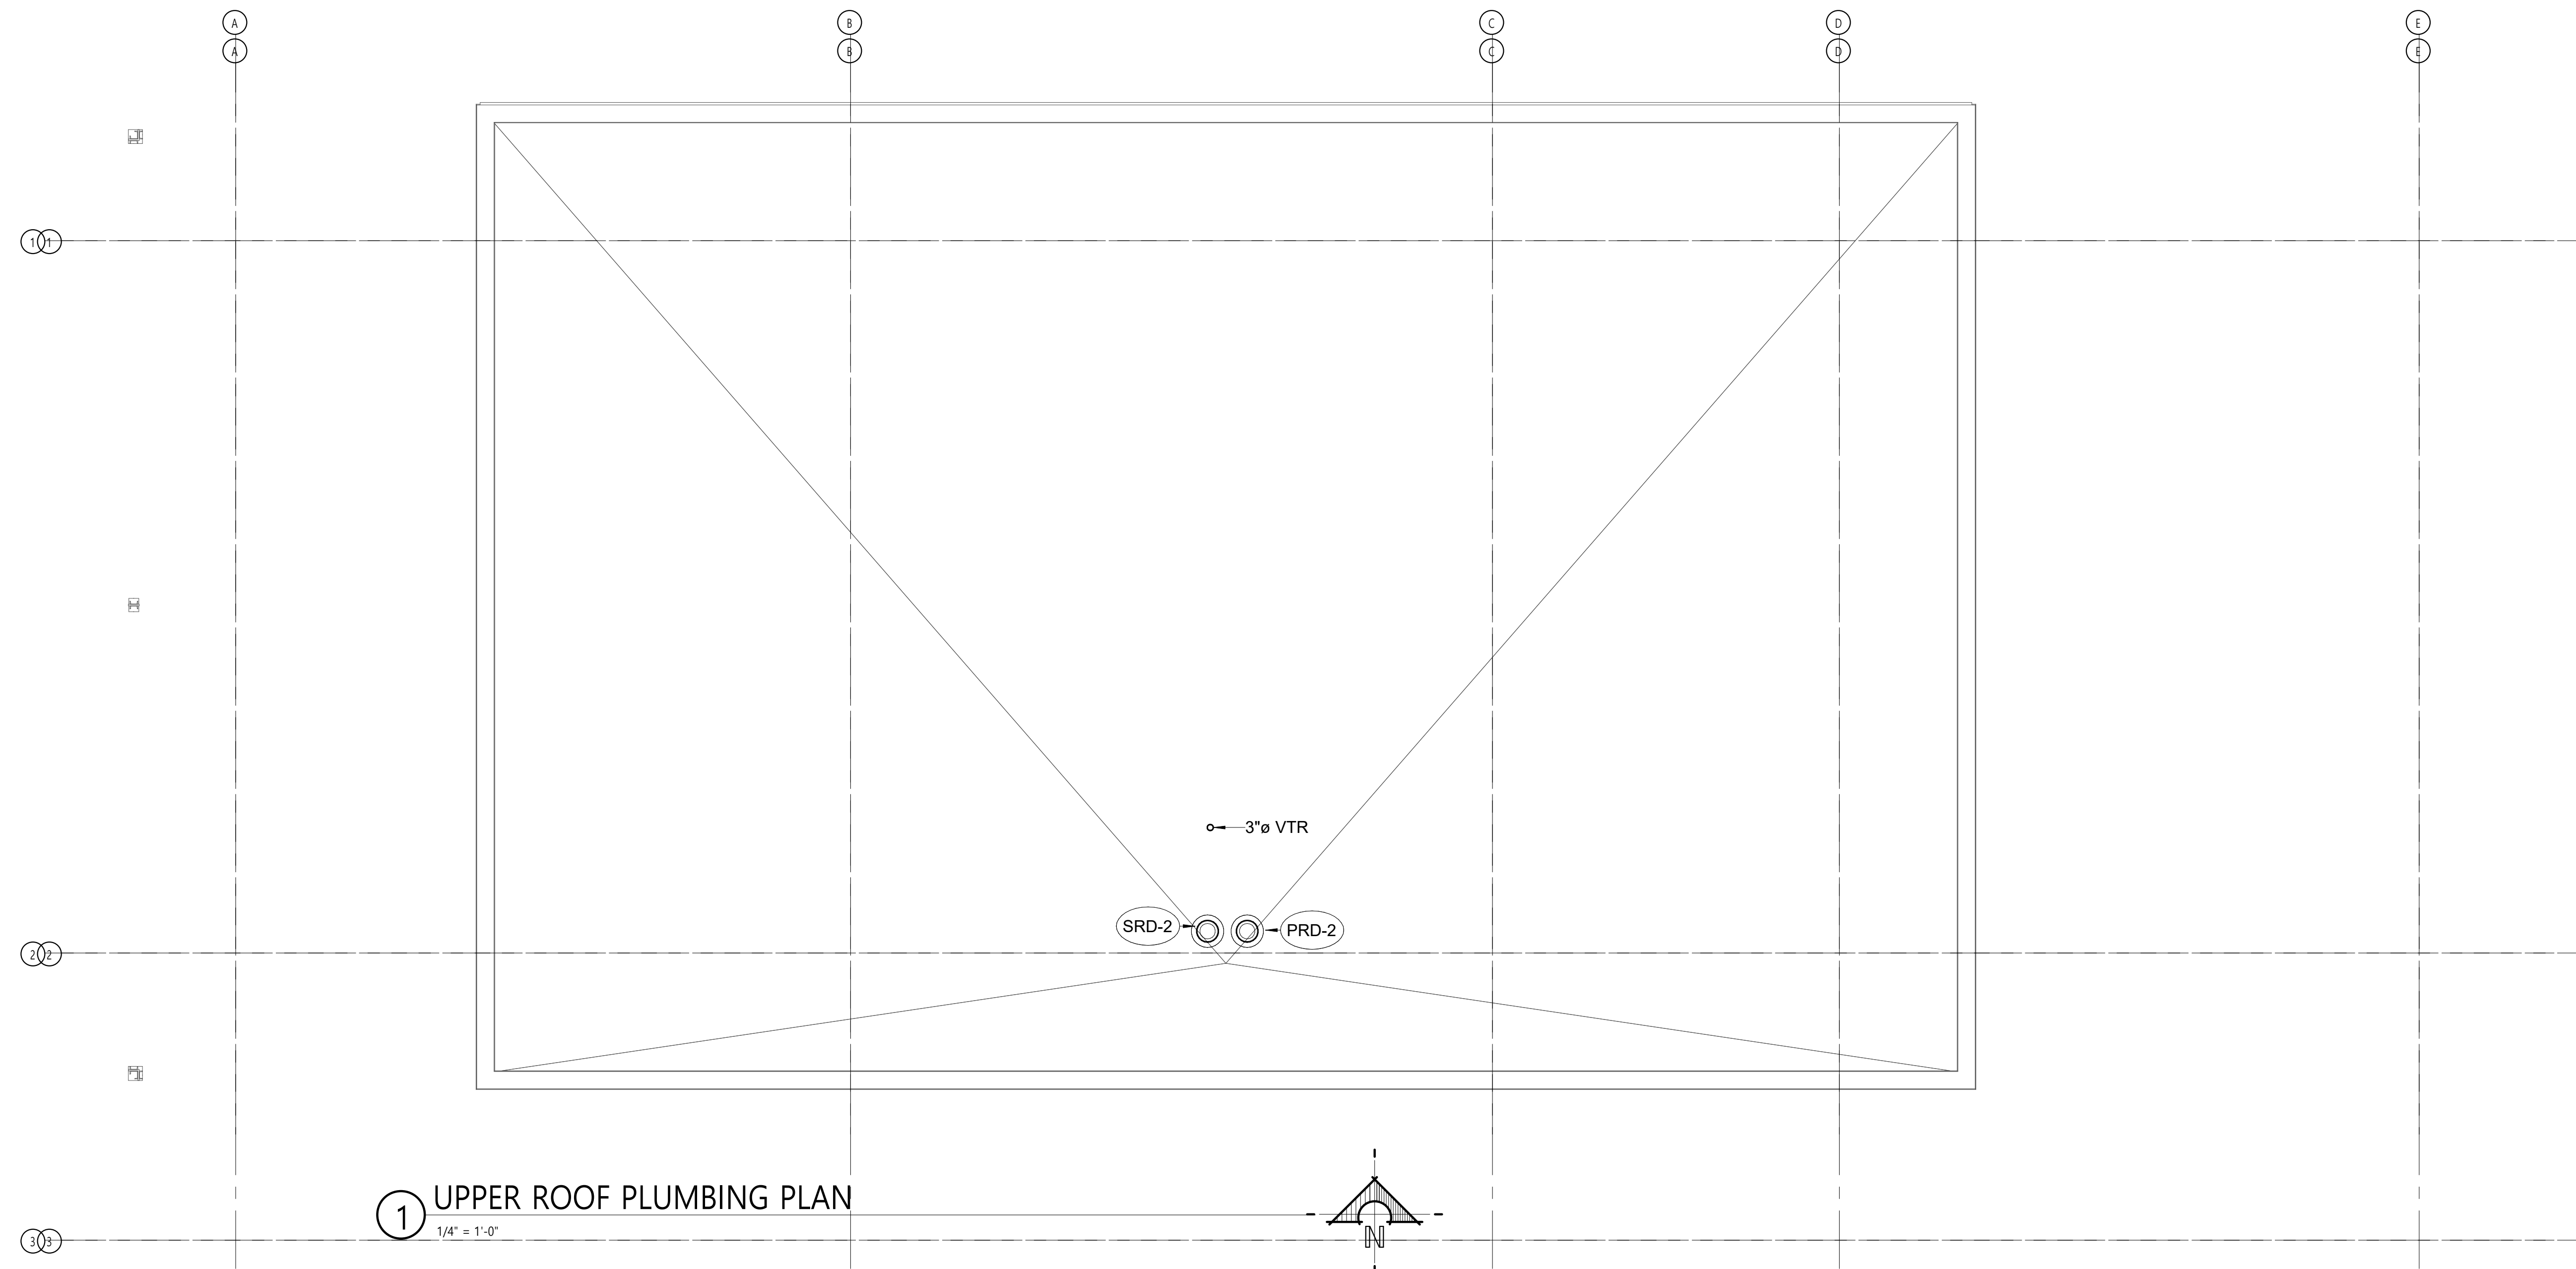 A B C D E
A B C D E
1 1
3"ø VTR
SRD-2 PRD-2
2 2
1 UPPER ROOF PLUMBING PLAN
1/4" = 1'-0"
N
3 3